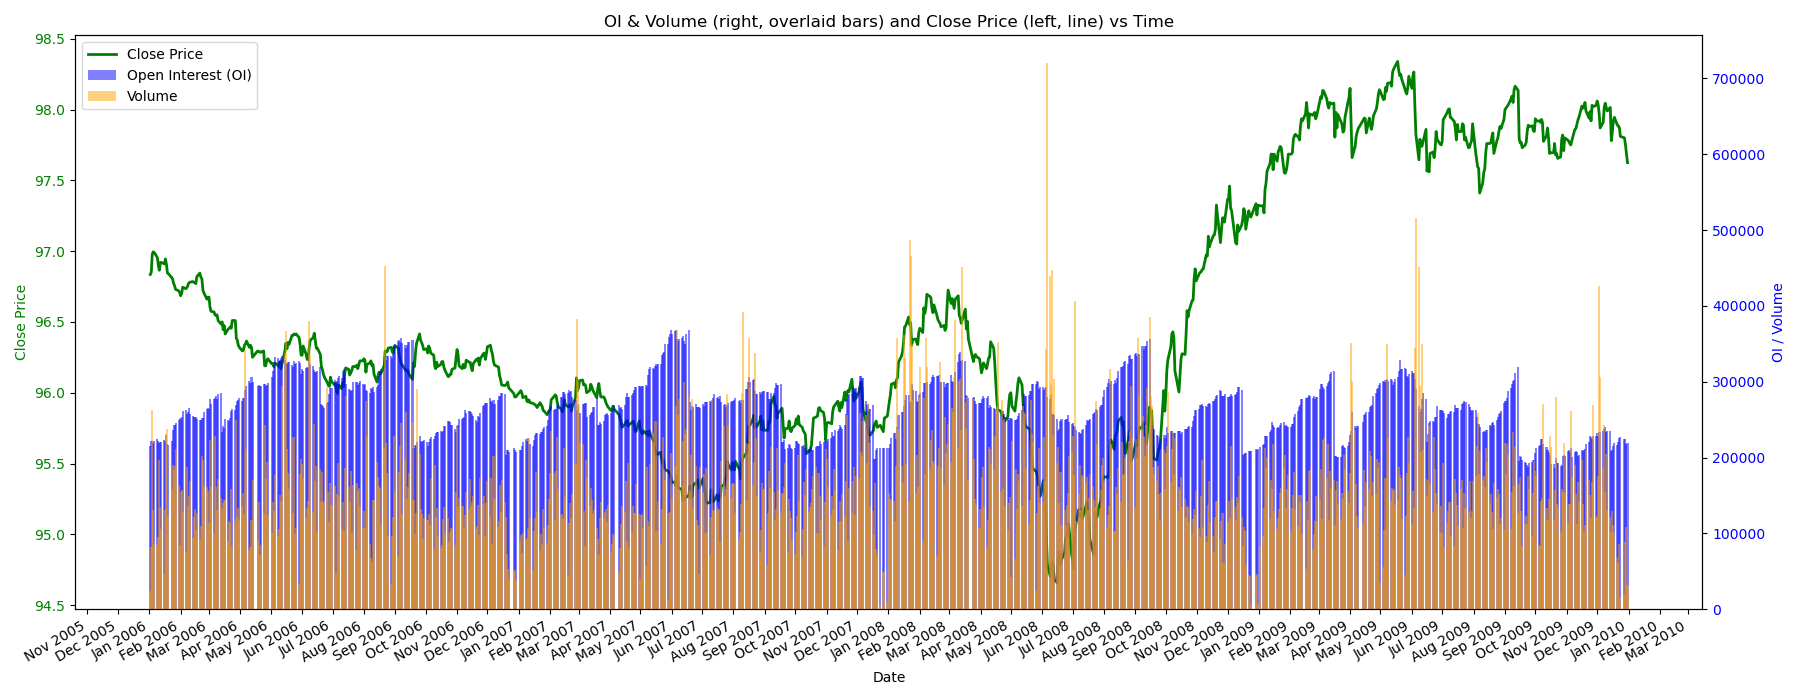 OI & Volume (right, overlaid bars) and Close Price (left, line) vs Time
Close Price
Open Interest (OI)
Volume
98.5
98.0
97.5
97.0
96.5
96.0
95.5
95.0
94.5
Close Price
700000
600000
500000
400000
300000
200000
100000
0
OI / Volume
Nov 2005
Dec 2005
Jan 2006
Feb 2006
Mar 2006
Apr 2006
May 2006
Jun 2006
Jul 2006
Aug 2006
Sep 2006
Oct 2006
Nov 2006
Dec 2006
Jan 2007
Feb 2007
Mar 2007
Apr 2007
May 2007
Jun 2007
Jul 2007
Aug 2007
Sep 2007
Oct 2007
Nov 2007
Dec 2007
Jan 2008
Feb 2008
Mar 2008
Apr 2008
May 2008
Jun 2008
Jul 2008
Aug 2008
Sep 2008
Oct 2008
Nov 2008
Dec 2008
Jan 2009
Feb 2009
Mar 2009
Apr 2009
May 2009
Jun 2009
Jul 2009
Aug 2009
Sep 2009
Oct 2009
Nov 2009
Dec 2009
Jan 2010
Feb 2010
Mar 2010
Date